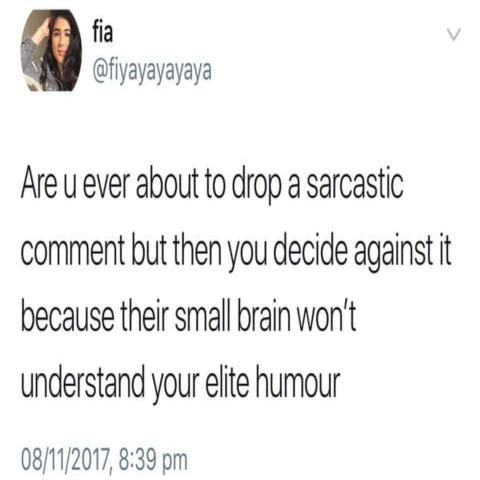 fia
@fiyayayayaya
Are u ever about to drop a sarcastic
comment but then you decide against it
because their small brain won't
understand your elite humour
08/11/2017, 8:39 pm